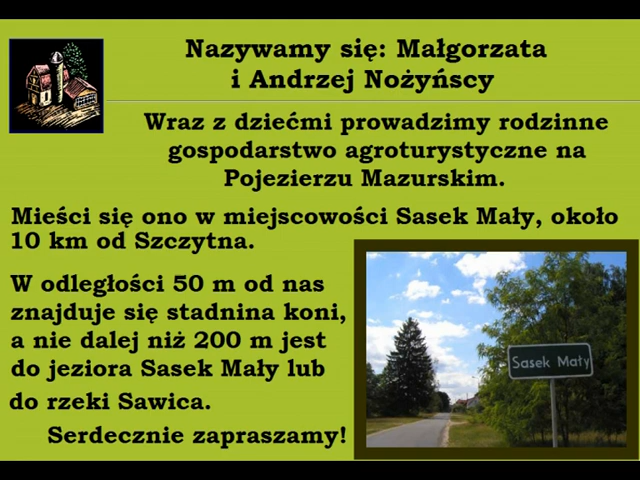 Nazywamy się: Małgorzata
i Andrzej Nożyńscy
Wraz z dziećmi prowadzimy rodzinne
gospodarstwo agroturystyczne na
Pojezierzu Mazurskim.
Mieści się ono w miejscowości Sasek Mały, około
10 km od Szczytna.
W odległości 50 m od nas
znajduje się stadnina koni,
a nie dalej niż 200 m jest
do jeziora Sasek Mały lub
do rzeki Sawica.
Serdecznie zapraszamy!
Sasek Mały